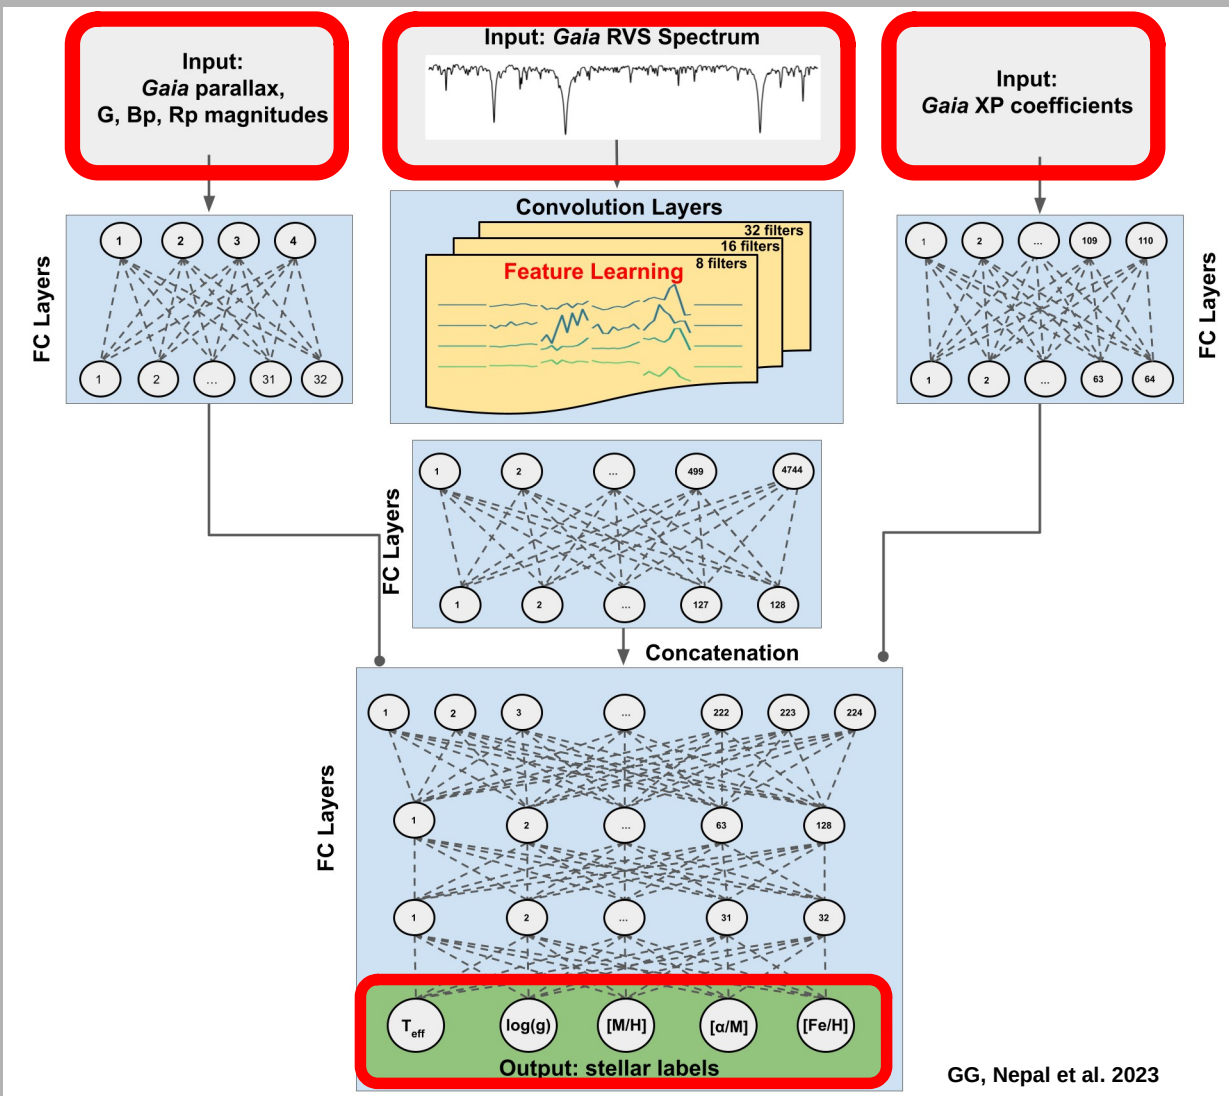 Input:
Gaia parallax,
G, Bp, Rp magnitudes
Input: Gaia RVS Spectrum
Input:
Gaia XP coefficients
FC Layers
1 2 3 4
1 2 ... 31 32
Convolution Layers
32 filters
16 filters
8 filters
Feature Learning
FC Layers
1 2 ... 109 110
1 2 ... 63 64
FC Layers
1 2 ... 499 4744
1 2 ... 127 128
Concatenation
FC Layers
1 2 3 ... 222 223 224
1 2 ... 63 128
1 2 ... 31 32
Teff log(g) [M/H] [α/M] [Fe/H]
Output: stellar labels
GG, Nepal et al. 2023